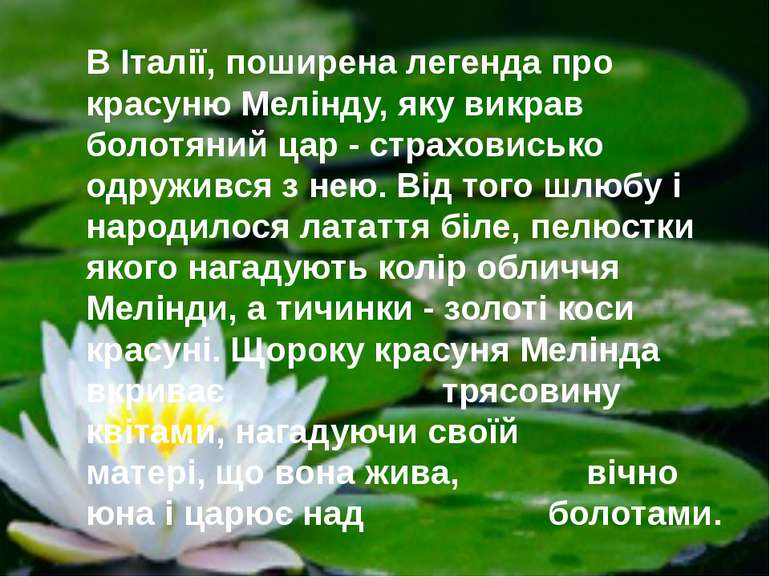 В Італії, поширена легенда про
красуню Мелінду, яку викрав
болотяний цар - страховисько
одружився з нею. Від того шлюбу і
народилося латаття біле, пелюстки
якого нагадують колір обличчя
Мелінди, а тичинки - золоті коси
красуні. Щороку красуня Мелінда
вкриває трясовину
квітами, нагадуючи своїй
матері, що вона жива, вічно
юна і царює над болотами.